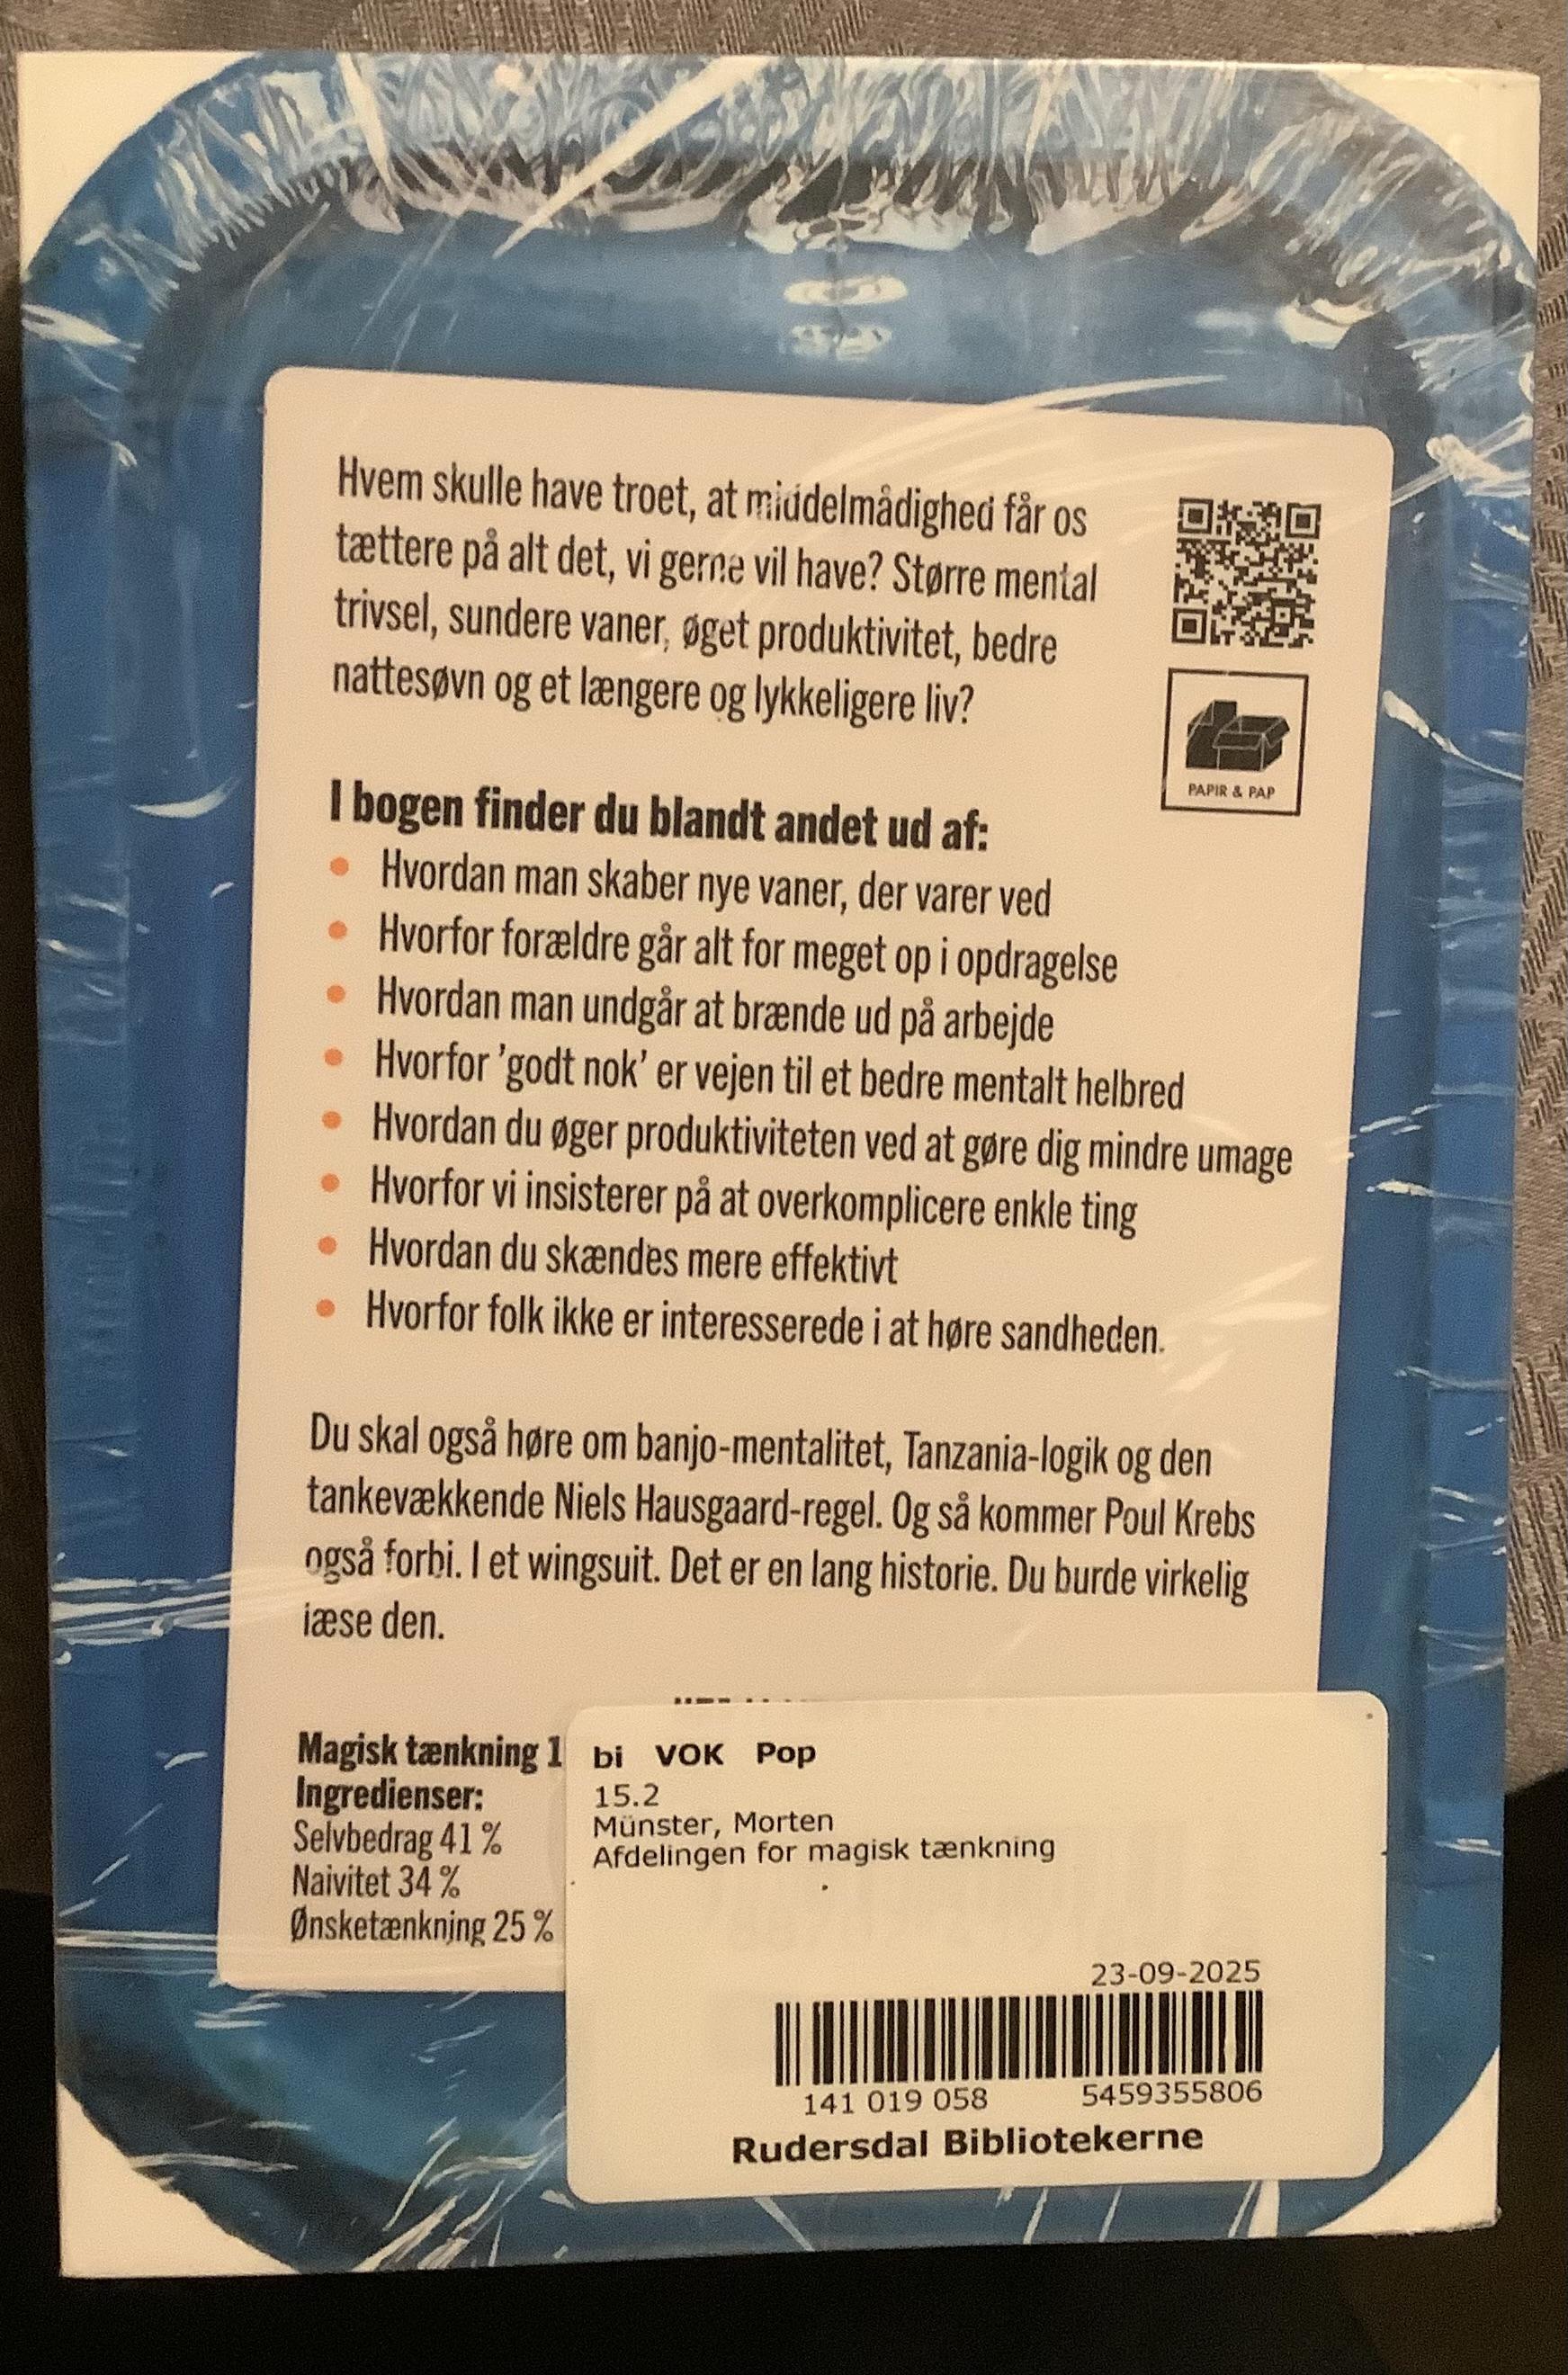 Hvem skulle have troet, at middelmådighed får os
tættere på alt det, vi gerne vil have? Større mental
trivsel, sundere vaner, øget produktivitet, bedre
nattesøvn og et længere og lykkeligere liv?
PAPIR & PAP
I bogen finder du blandt andet ud af:
• Hvordan man skaber nye vaner, der varer ved
• Hvorfor forældre går alt for meget op i opdragelse
• Hvordan man undgår at brænde ud på arbejde
• Hvorfor ’godt nok’ er vejen til et bedre mentalt helbred
• Hvordan du øger produktiviteten ved at gøre dig mindre umage
• Hvorfor vi insisterer på at overkomplicere enkle ting
• Hvordan du skændes mere effektivt
• Hvorfor folk ikke er interesserede i at høre sandheden.
Du skal også høre om banjo-mentalitet, Tanzania-logik og den
tankevækkende Niels Hausgaard-regel. Og så kommer Poul Krebs
også forbi. I et wingsuit. Det er en lang historie. Du burde virkelig
læse den.
Magisk tænkning 1
Ingredienser:
Selvbedrag 41 %
Naivitet 34 %
Ønsketænkning 25 %
bi VOK Pop
15.2
Münster, Morten
Afdelingen for magisk tænkning
23-09-2025
141 019 058 5459355806
Rudersdal Bibliotekerne